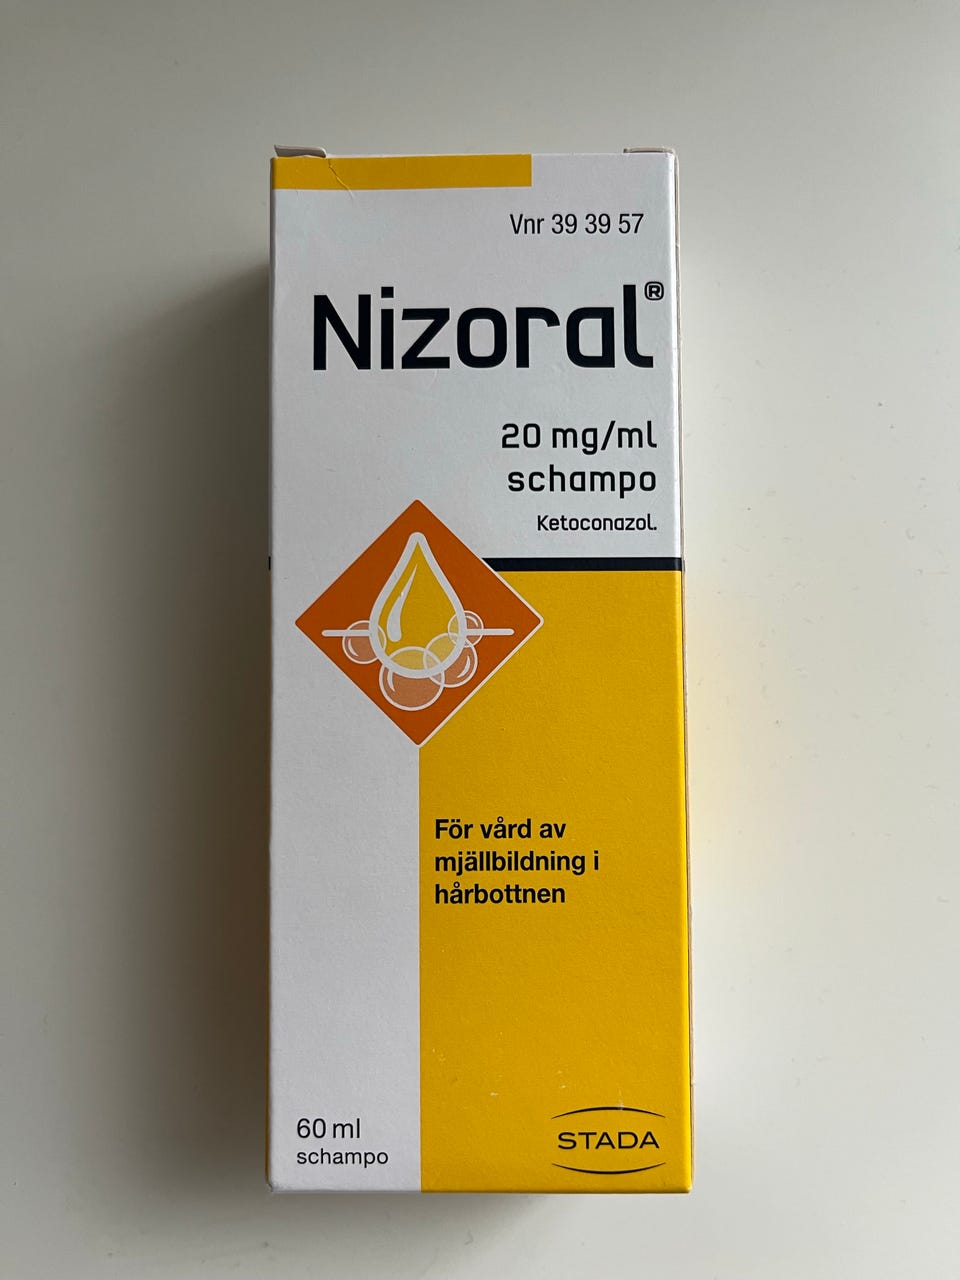 Vnr 39 39 57
Nizoral®
20 mg/ml
schampo
Ketoconazol.
För vård av
mjällbildning i
hårbottnen
60 ml
schampo
STADA